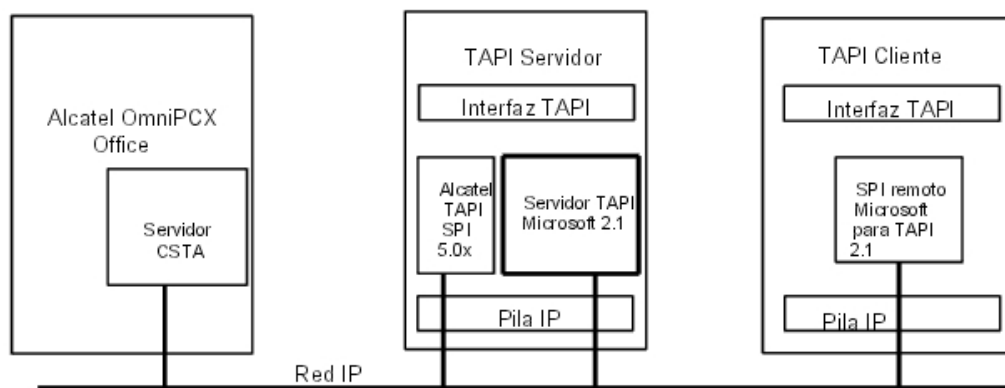 Alcatel OmniPCX
Office
Servidor
CSTA
TAPI Servidor
Interfaz TAPI
Alcatel
TAPI
SPI
5.0x
Servidor TAPI
Microsoft 2.1
Pila IP
TAPI Cliente
Interfaz TAPI
SPI remoto
Microsoft
para TAPI
2.1
Pila IP
Red IP